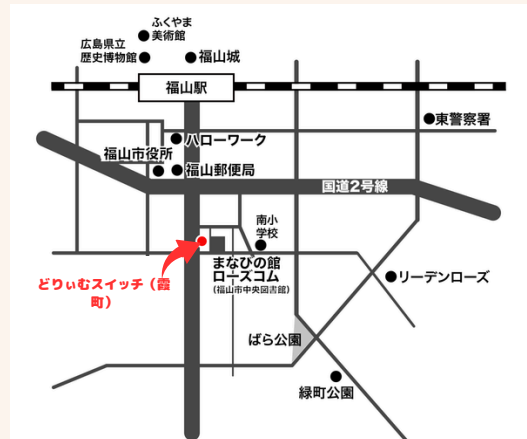 ふくやま
美術館
広島県立
歴史博物館
福山城
福山駅
東警察署
ハローワーク
福山市役所
福山郵便局
国道2号線
南小
学校
どりぃむスイッチ（霞
町）
まなびの館
ローズコム
（福山市中央図書館）
リーデンローズ
ばら公園
緑町公園